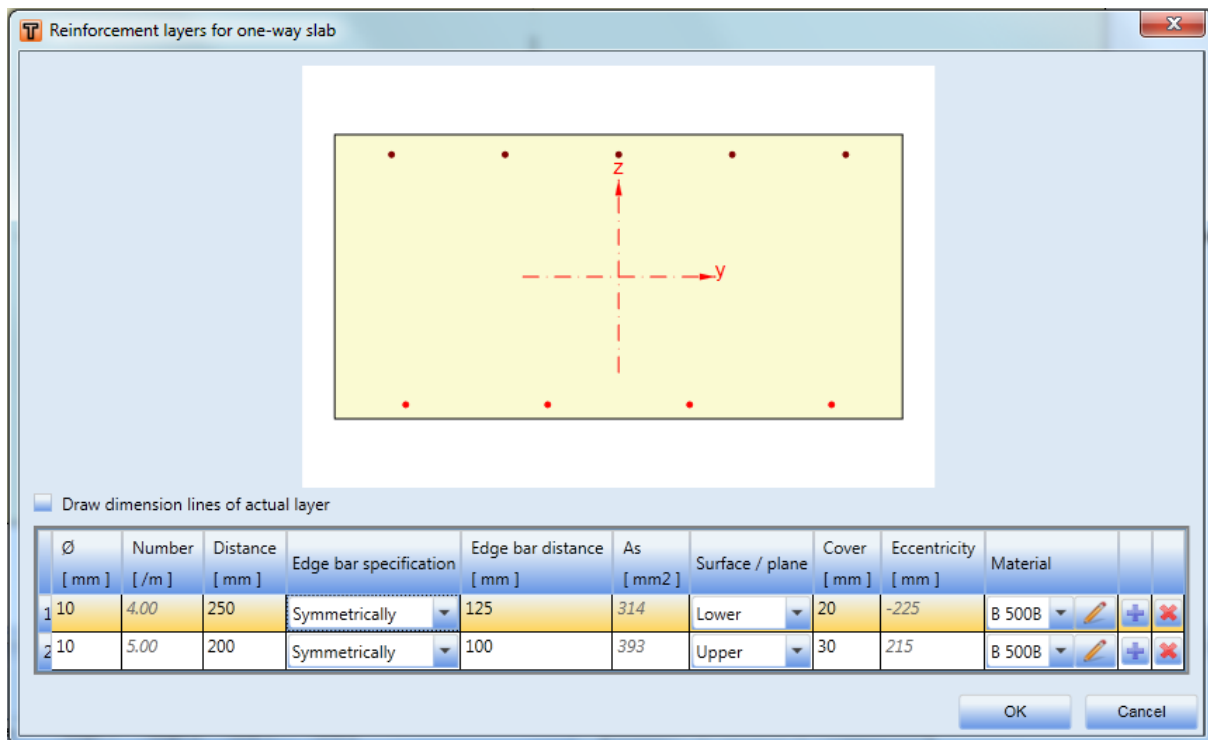 Reinforcement layers for one-way slab
z
y
Draw dimension lines of actual layer
Ø [ mm ] Number [ /m ] Distance [ mm ] Edge bar specification Edge bar distance [ mm ] As [ mm2 ] Surface / plane Cover [ mm ] Eccentricity [ mm ] Material
1 10 4.00 250 Symmetrically 125 314 Lower 20 -225 B 500B
2 10 5.00 200 Symmetrically 100 393 Upper 30 215 B 500B
OK Cancel